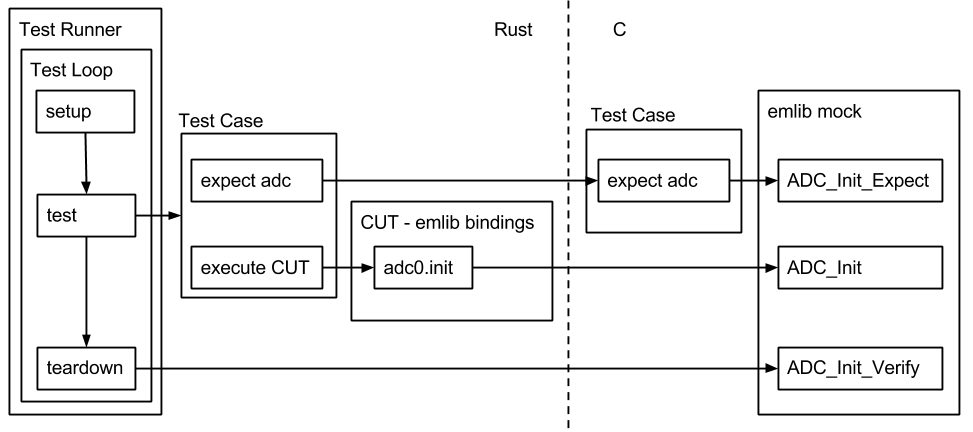 Test Runner
Rust
C
Test Loop
setup
Test Case
Test Case
emlib mock
expect adc
expect adc
ADC_Init_Expect
test
CUT - emlib bindings
execute CUT
adc0.init
ADC_Init
teardown
ADC_Init_Verify